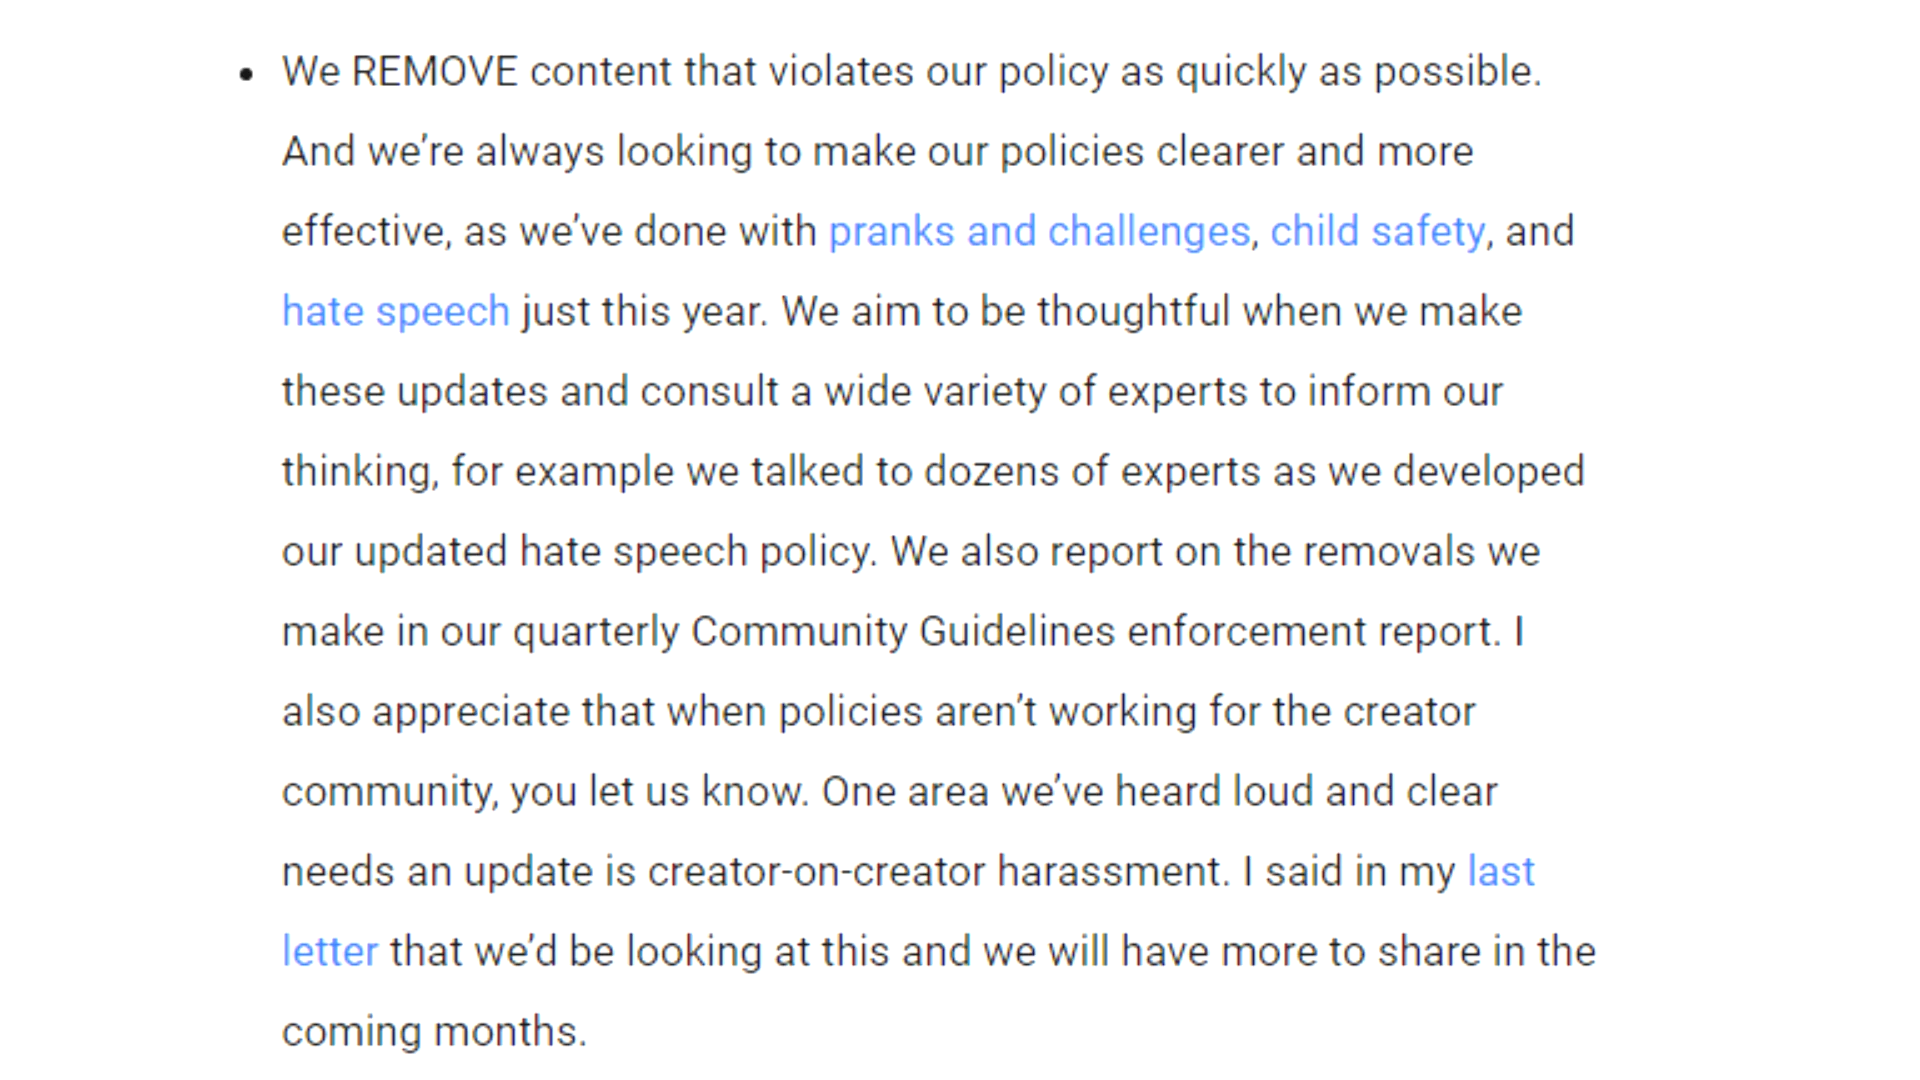 • We REMOVE content that violates our policy as quickly as possible.
And we’re always looking to make our policies clearer and more
effective, as we’ve done with pranks and challenges, child safety, and
hate speech just this year. We aim to be thoughtful when we make
these updates and consult a wide variety of experts to inform our
thinking, for example we talked to dozens of experts as we developed
our updated hate speech policy. We also report on the removals we
make in our quarterly Community Guidelines enforcement report. I
also appreciate that when policies aren’t working for the creator
community, you let us know. One area we’ve heard loud and clear
needs an update is creator-on-creator harassment. I said in my last
letter that we’d be looking at this and we will have more to share in the
coming months.